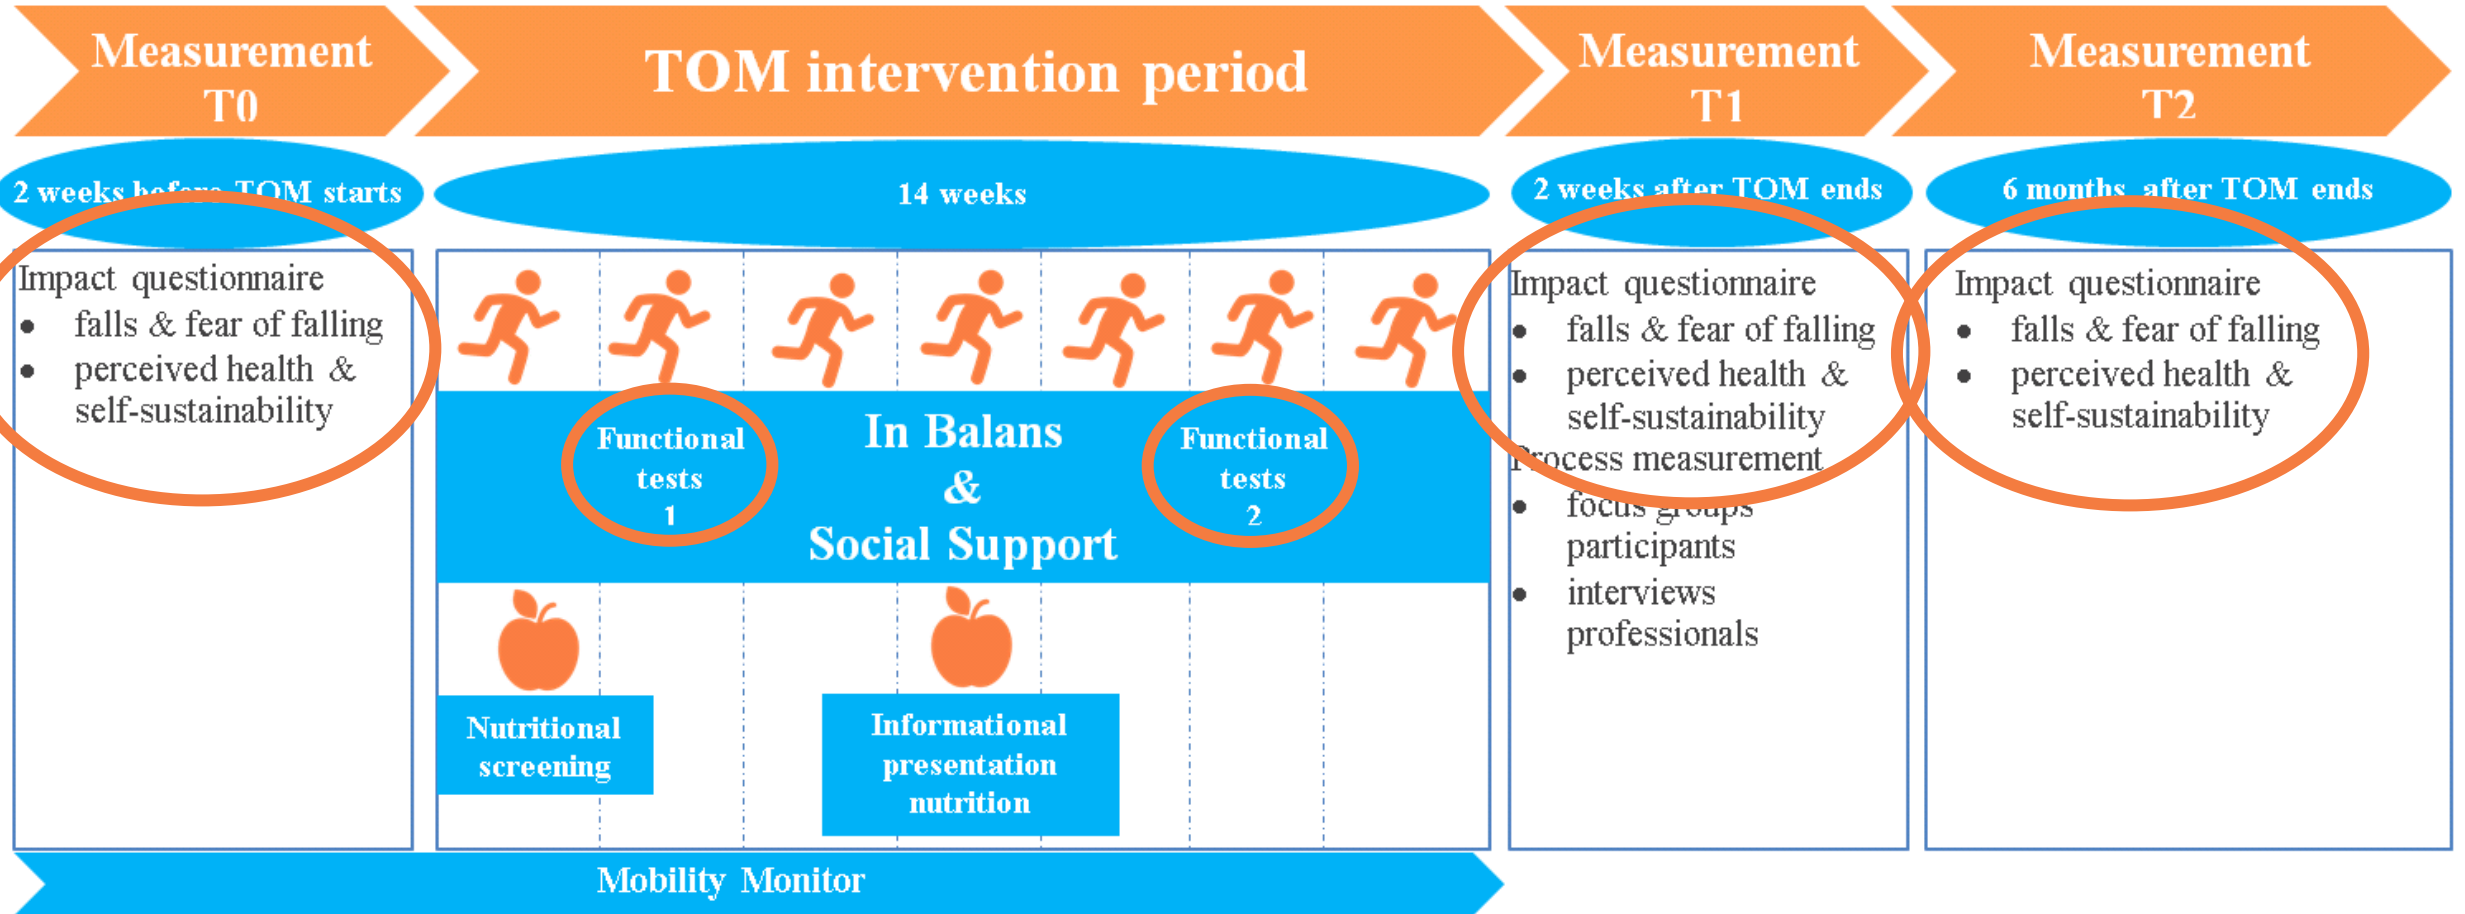 Measurement
T0
TOM intervention period
Measurement
T1
Measurement
T2
2 weeks before TOM starts
14 weeks
2 weeks after TOM ends
6 months after TOM ends
Impact questionnaire
• falls & fear of falling
• perceived health &
self-sustainability
Functional
tests
1
In Balans
&
Social Support
Functional
tests
2
Nutritional
screening
Informational
presentation
nutrition
Impact questionnaire
• falls & fear of falling
• perceived health &
self-sustainability
Process measurement
• focus groups
participants
• interviews
professionals
Impact questionnaire
• falls & fear of falling
• perceived health &
self-sustainability
Mobility Monitor